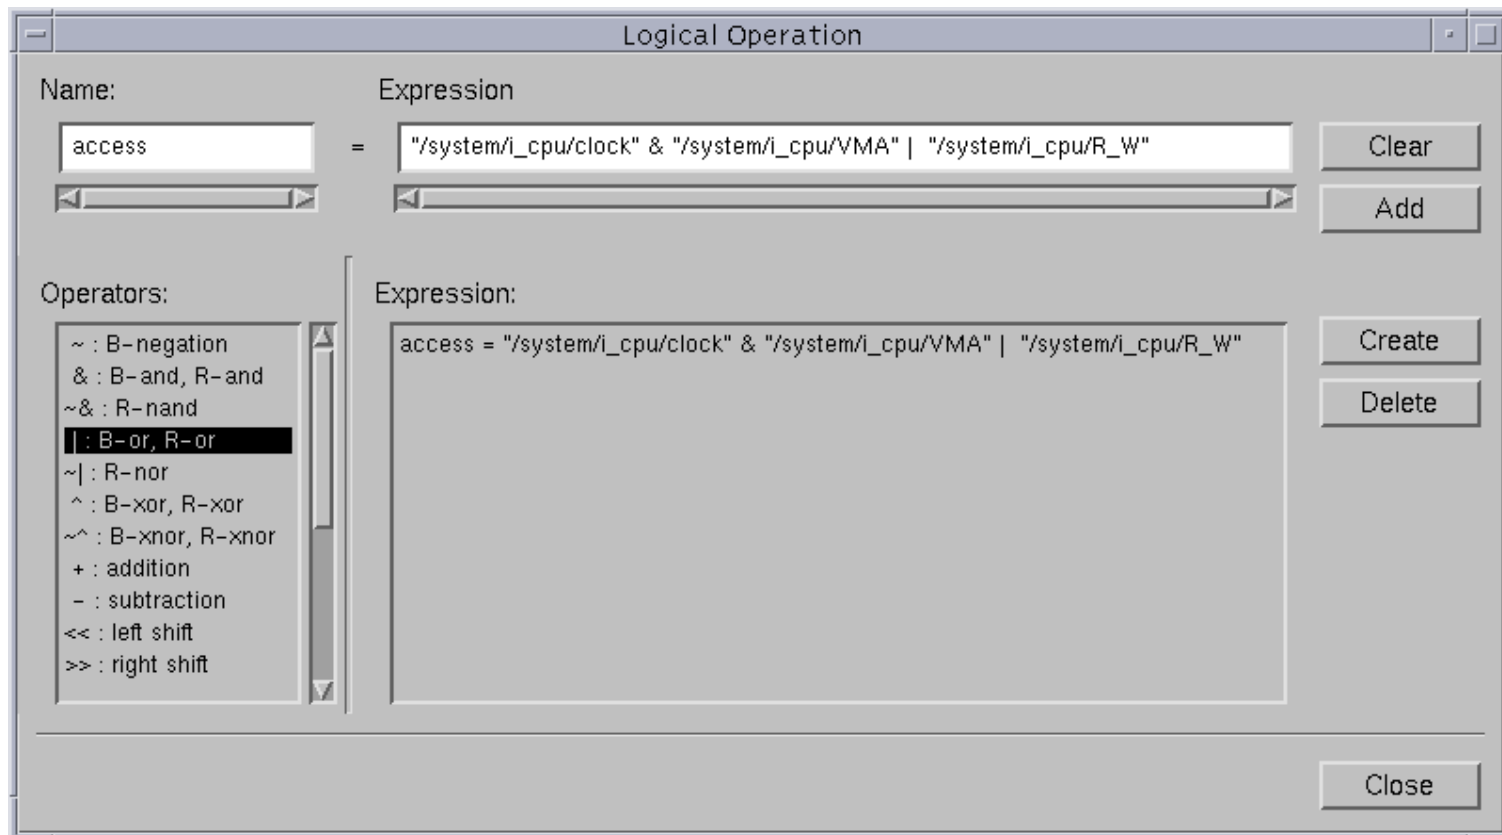 Logical Operation
Name:
Expression
access
=
"/system/i_cpu/clock" & "/system/i_cpu/VMA" |  "/system/i_cpu/R_W"
Clear
Add
Operators:
Expression:
~ : B-negation
& : B-and, R-and
~& : R-nand
| : B-or, R-or
~| : R-nor
^ : B-xor, R-xor
~^ : B-xnor, R-xnor
+ : addition
- : subtraction
<< : left shift
>> : right shift
access = "/system/i_cpu/clock" & "/system/i_cpu/VMA" |  "/system/i_cpu/R_W"
Create
Delete
Close